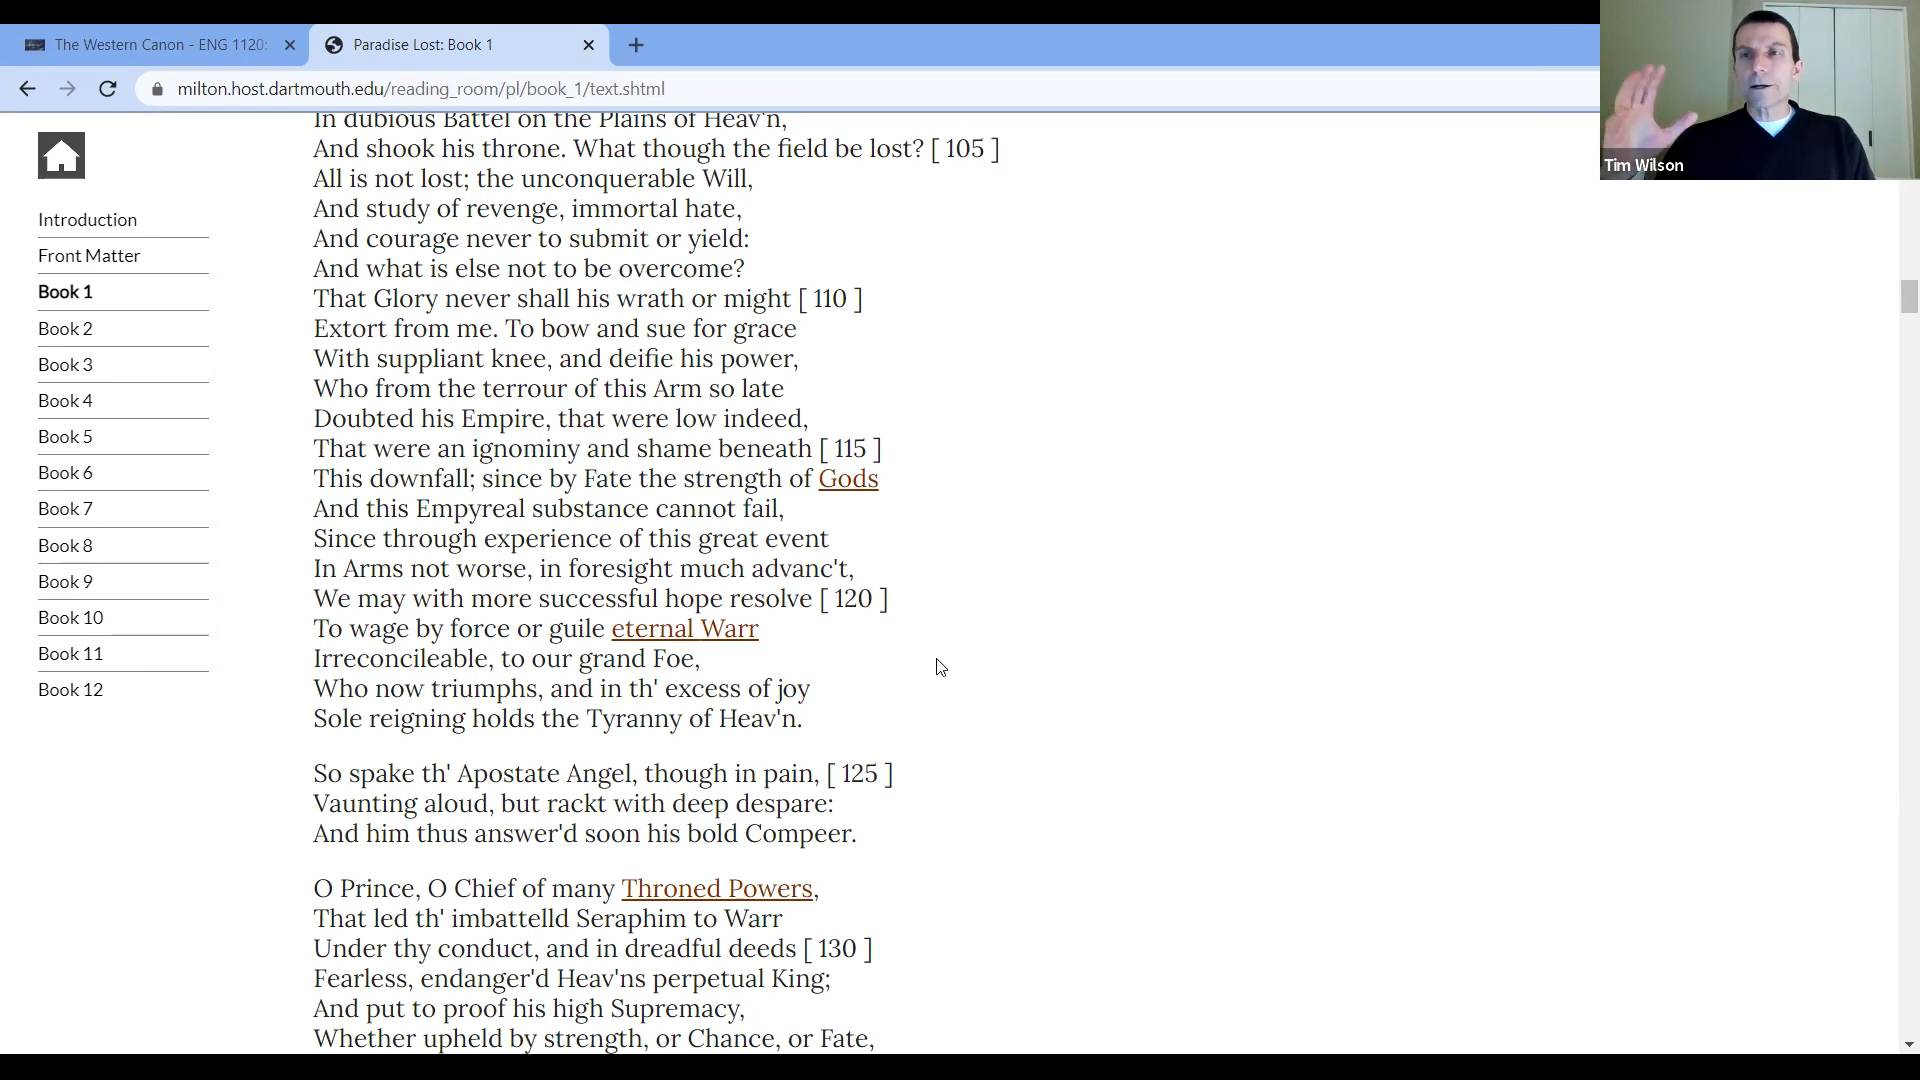 The Western Canon - ENG 1120:
Paradise Lost: Book 1
milton.host.dartmouth.edu/reading_room/pl/book_1/text.shtml
Tim Wilson
Introduction
Front Matter
Book 1
Book 2
Book 3
Book 4
Book 5
Book 6
Book 7
Book 8
Book 9
Book 10
Book 11
Book 12
In dubious Battel on the Plains of Heav'n,
And shook his throne. What though the field be lost? [ 105 ]
All is not lost; the unconquerable Will,
And study of revenge, immortal hate,
And courage never to submit or yield:
And what is else not to be overcome?
That Glory never shall his wrath or might [ 110 ]
Extort from me. To bow and sue for grace
With suppliant knee, and deifie his power,
Who from the terrour of this Arm so late
Doubted his Empire, that were low indeed,
That were an ignominy and shame beneath [ 115 ]
This downfall; since by Fate the strength of Gods
And this Empyreal substance cannot fail,
Since through experience of this great event
In Arms not worse, in foresight much advanc't,
We may with more successful hope resolve [ 120 ]
To wage by force or guile eternal Warr
Irreconcileable, to our grand Foe,
Who now triumphs, and in th' excess of joy
Sole reigning holds the Tyranny of Heav'n.
So spake th' Apostate Angel, though in pain, [ 125 ]
Vaunting aloud, but rackt with deep despare:
And him thus answer'd soon his bold Compeer.
O Prince, O Chief of many Throned Powers,
That led th' imbattelld Seraphim to Warr
Under thy conduct, and in dreadful deeds [ 130 ]
Fearless, endanger'd Heav'ns perpetual King;
And put to proof his high Supremacy,
Whether upheld by strength, or Chance, or Fate,